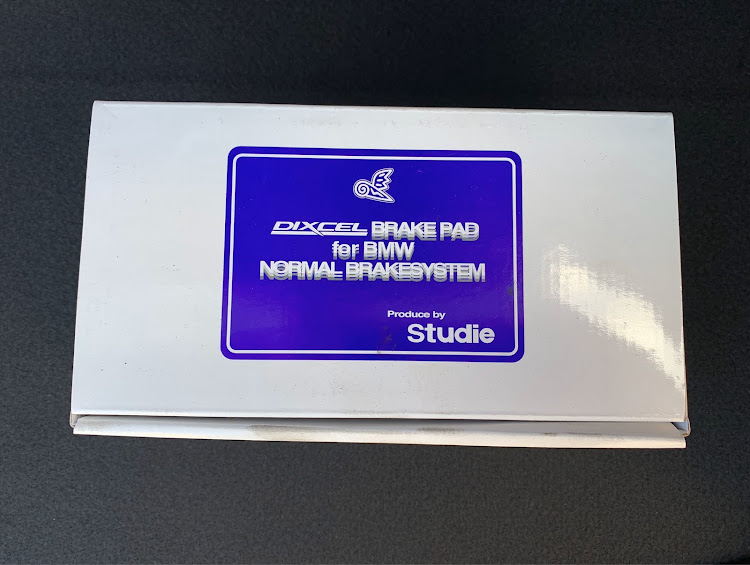 DIXCEL BRAKE PAD
for BMW
NORMAL BRAKESYSTEM
Produce by
Studie